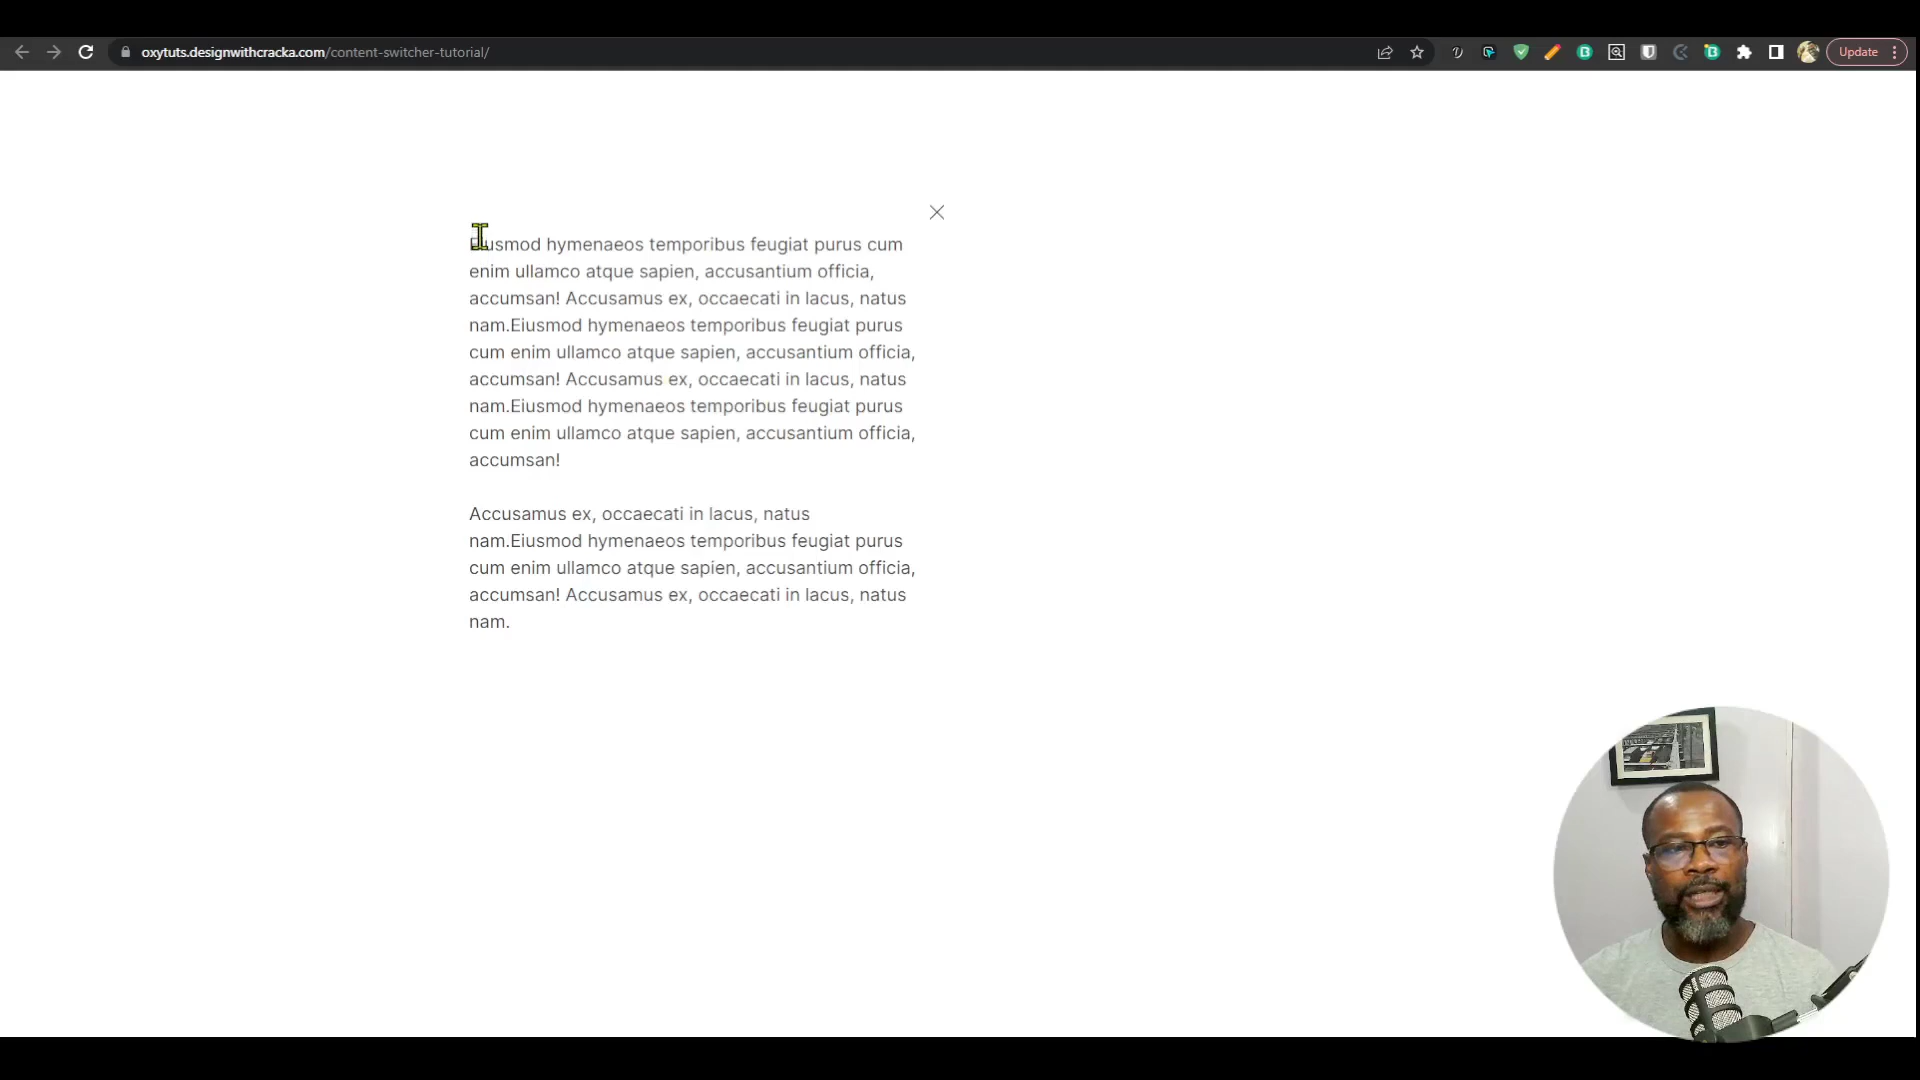 oxytuts.designwithcracka.com/content-switcher-tutorial/
Update
Eiusmod hymenaeos temporibus feugiat purus cum
enim ullamco atque sapien, accusantium officia,
accumsan! Accusamus ex, occaecati in lacus, natus
nam.Eiusmod hymenaeos temporibus feugiat purus
cum enim ullamco atque sapien, accusantium officia,
accumsan! Accusamus ex, occaecati in lacus, natus
nam.Eiusmod hymenaeos temporibus feugiat purus
cum enim ullamco atque sapien, accusantium officia,
accumsan!
Accusamus ex, occaecati in lacus, natus
nam.Eiusmod hymenaeos temporibus feugiat purus
cum enim ullamco atque sapien, accusantium officia,
accumsan! Accusamus ex, occaecati in lacus, natus
nam.